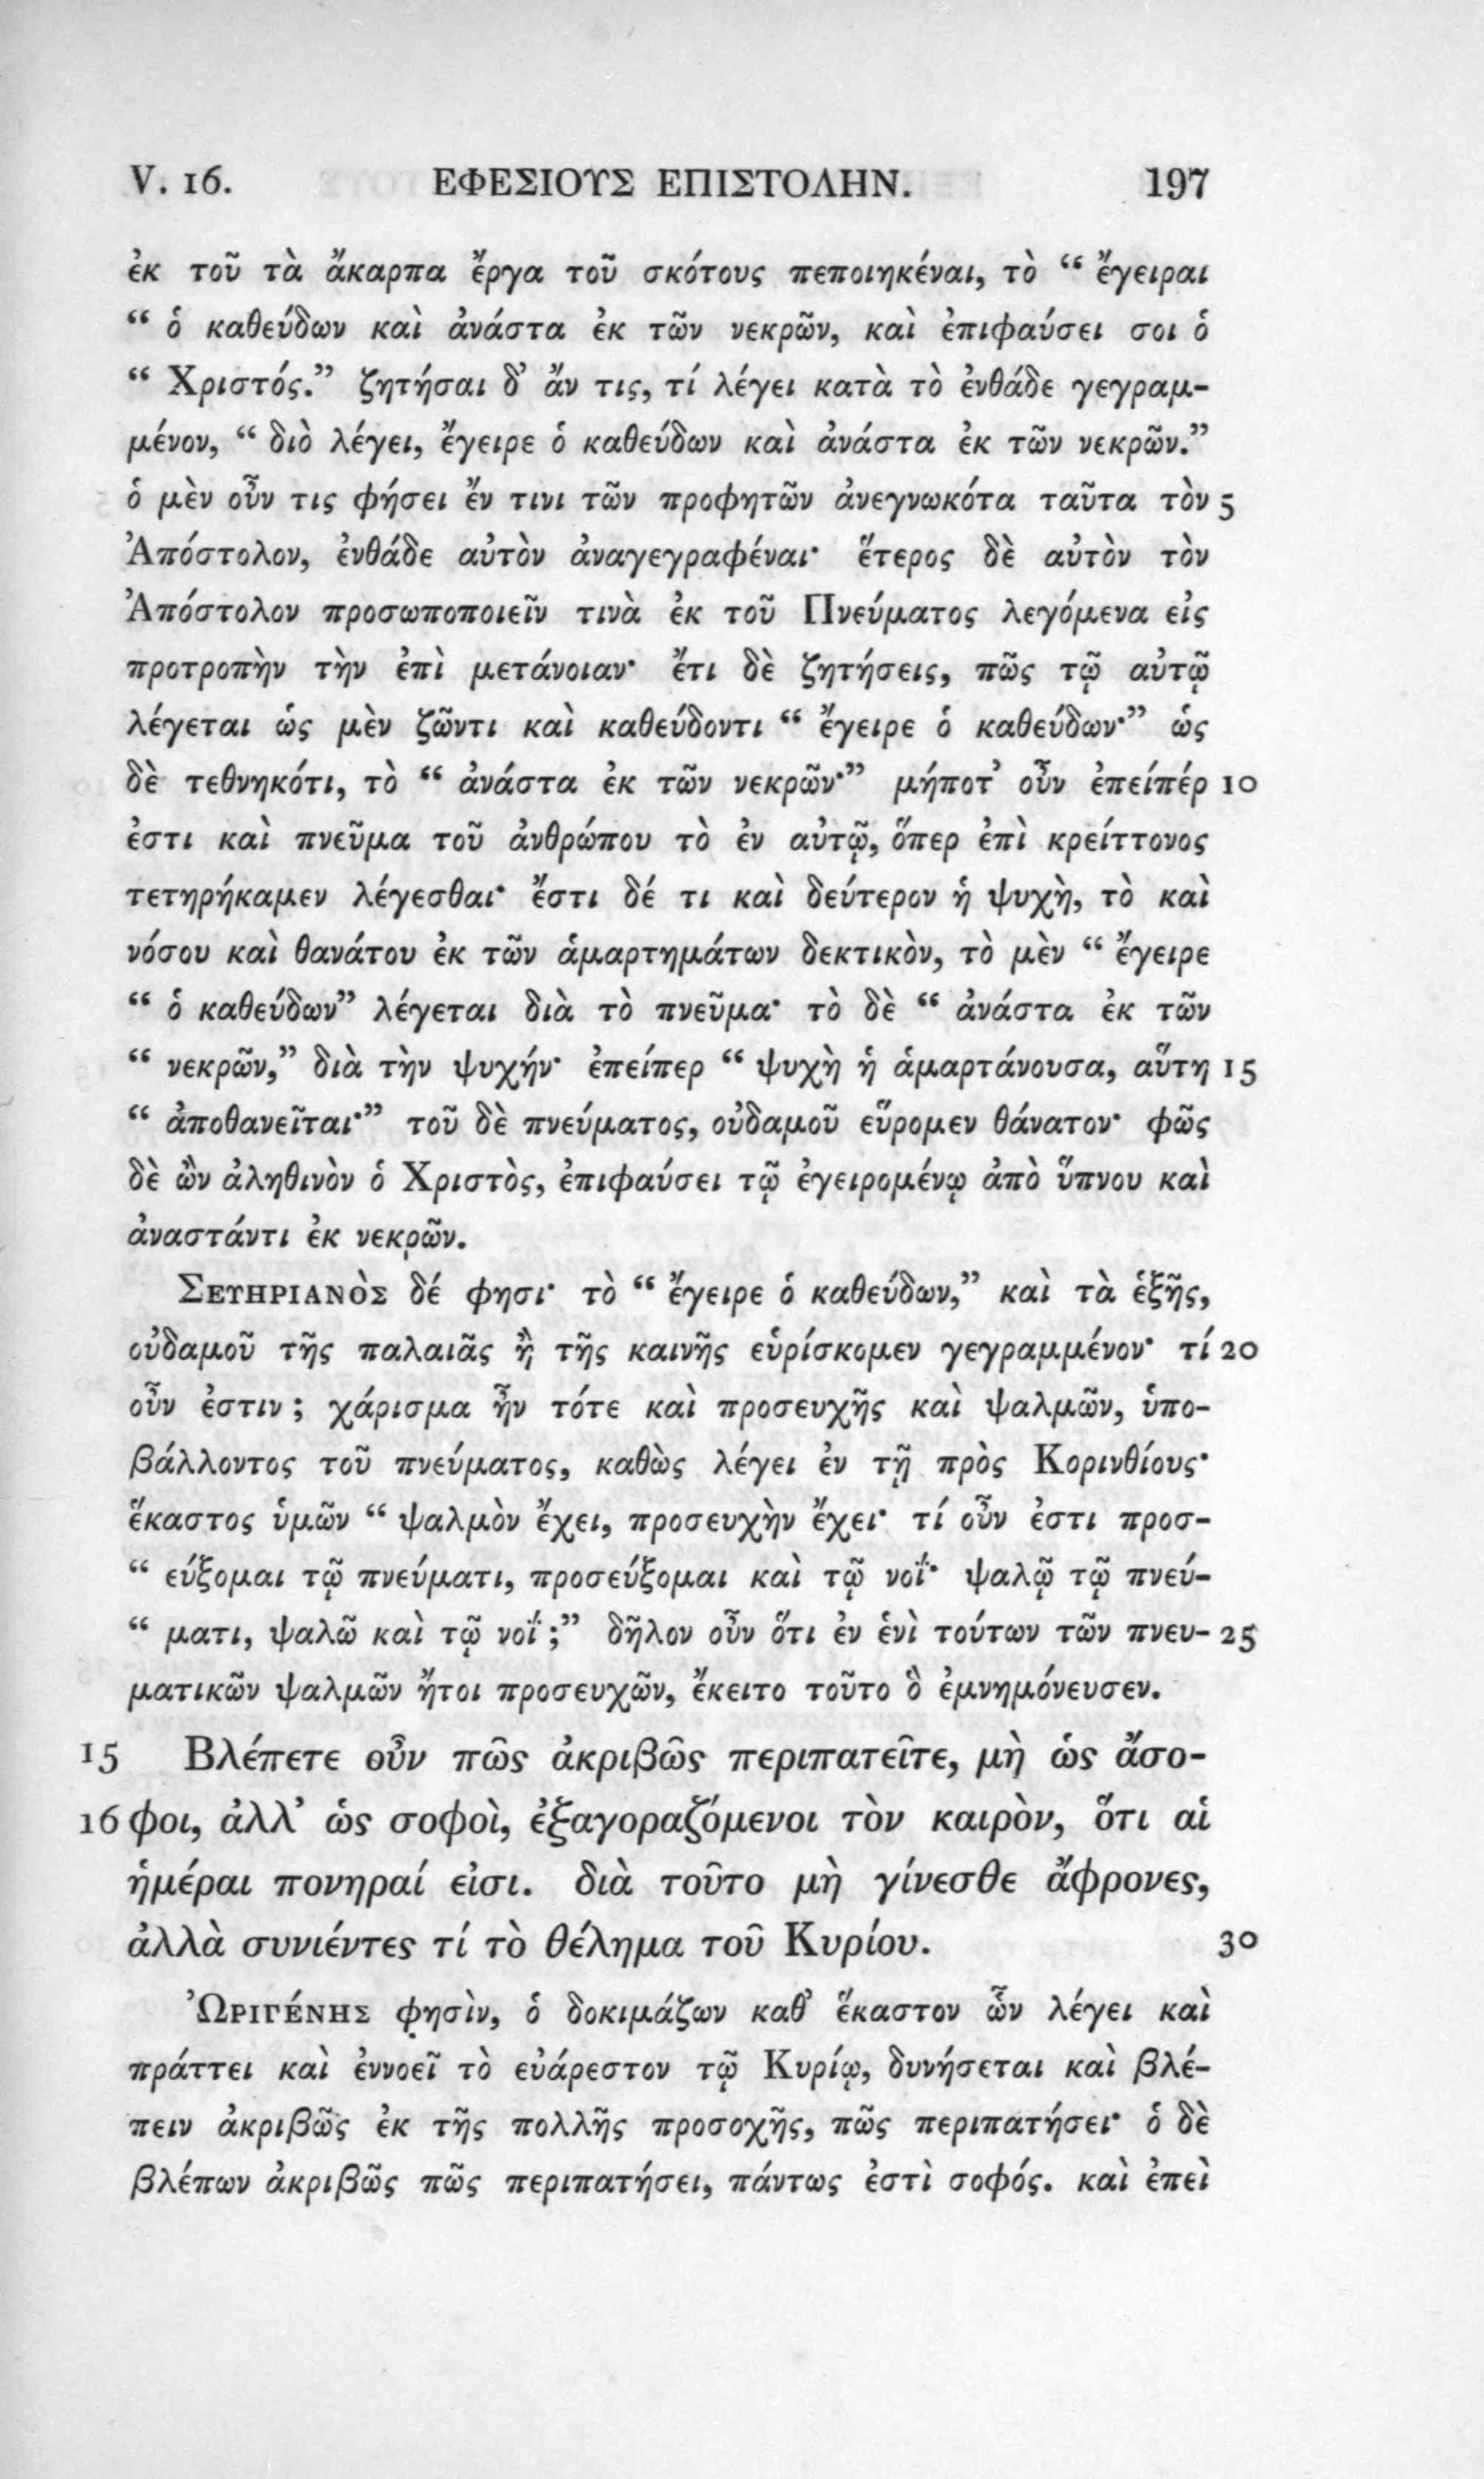 V. 16. ΕΦΕΣΙΟΥΣ ΕΠΙΣΤΟΛΗΝ. 197
ἐκ τοῦ τὰ ἄκαρπα ἔργα τοῦ σκότους πεποιηκέναι, τὸ “ ἔγειραι
“ ὁ καθεύδων καὶ ἀνάστα ἐκ τῶν νεκρῶν, καὶ ἐπιφαύσει σοι ὁ
“ Χριστός.” ζητήσαι δ’ ἄν τις, τί λέγει κατὰ τὸ ἐνθάδε γεγραμ-
μένον, “ διὸ λέγει, ἔγειρε ὁ καθεύδων καὶ ἀνάστα ἐκ τῶν νεκρῶν.”
ὁ μὲν οὖν τις φήσει ἔν τινι τῶν προφητῶν ἀνεγνωκότα ταῦτα τὸν 5
Ἀπόστολον, ἐνθάδε αὐτὸν ἀναγεγραφέναι· ἕτερος δὲ αὐτὸν τὸν
Ἀπόστολον προσωποποιεῖν τινὰ ἐκ τοῦ Πνεύματος λεγόμενα εἰς
προτροπὴν τὴν ἐπὶ μετάνοιαν· ἔτι δὲ ζητήσεις, πῶς τῷ αὐτῷ
λέγεται ὡς μὲν ζῶντι καὶ καθεύδοντι “ ἔγειρε ὁ καθεύδων·” ὡς
δὲ τεθνηκότι, τὸ “ ἀνάστα ἐκ τῶν νεκρῶν·” μήποτ’ οὖν ἐπείπέρ 10
ἐστι καὶ πνεῦμα τοῦ ἀνθρώπου τὸ ἐν αὐτῷ, ὅπερ ἐπὶ κρείττονος
τετηρήκαμεν λέγεσθαι· ἔστι δέ τι καὶ δεύτερον ἡ ψυχὴ, τὸ καὶ
νόσου καὶ θανάτου ἐκ τῶν ἁμαρτημάτων δεκτικὸν, τὸ μὲν “ ἔγειρε
“ ὁ καθεύδων” λέγεται διὰ τὸ πνεῦμα· τὸ δὲ “ ἀνάστα ἐκ τῶν
“ νεκρῶν,” διὰ τὴν ψυχήν· ἐπείπερ “ ψυχὴ ἡ ἁμαρτάνουσα, αὕτη 15
“ ἀποθανεῖται·” τοῦ δὲ πνεύματος, οὐδαμοῦ εὕρομεν θάνατον· φῶς
δὲ ὢν ἀληθινὸν ὁ Χριστὸς, ἐπιφαύσει τῷ ἐγειρομένῳ ἀπὸ ὕπνου καὶ
ἀναστάντι ἐκ νεκρῶν.
ΣΕΥΗΡΙΑΝῸΣ δέ φησι· τὸ “ ἔγειρε ὁ καθεύδων,” καὶ τὰ ἑξῆς,
οὐδαμοῦ τῆς παλαιᾶς ἢ τῆς καινῆς εὑρίσκομεν γεγραμμένον· τί 20
οὖν ἐστιν ; χάρισμα ἦν τότε καὶ προσευχῆς καὶ ψαλμῶν, ὑπο-
βάλλοντος τοῦ πνεύματος, καθὼς λέγει ἐν τῇ πρὸς Κορινθίους·
ἕκαστος ὑμῶν “ ψαλμὸν ἔχει, προσευχὴν ἔχει· τί οὖν ἐστι προσ-
“ εύξομαι τῷ πνεύματι, προσεύξομαι καὶ τῷ νοΐ· ψαλῷ τῷ πνεύ-
“ ματι, ψαλῶ καὶ τῷ νοΐ ;” δῆλον οὖν ὅτι ἐν ἑνὶ τούτων τῶν πνευ- 25
ματικῶν ψαλμῶν ἤτοι προσευχῶν, ἔκειτο τοῦτο ὃ ἐμνημόνευσεν.
15 Βλέπετε οὖν πῶς ἀκριβῶς περιπατεῖτε, μὴ ὡς ἄσο-
16 φοι, ἀλλ’ ὡς σοφοὶ, ἐξαγοραζόμενοι τὸν καιρὸν, ὅτι αἱ
ἡμέραι πονηραί εἰσι. διὰ τοῦτο μὴ γίνεσθε ἄφρονες,
ἀλλὰ συνιέντες τί τὸ θέλημα τοῦ Κυρίου. 30
ὨΡΙΓΈΝΗΣ φησὶν, ὁ δοκιμάζων καθ’ ἕκαστον ὧν λέγει καὶ
πράττει καὶ ἐννοεῖ τὸ εὐάρεστον τῷ Κυρίῳ, δυνήσεται καὶ βλέ-
πειν ἀκριβῶς ἐκ τῆς πολλῆς προσοχῆς, πῶς περιπατήσει· ὁ δὲ
βλέπων ἀκριβῶς πῶς περιπατήσει, πάντως ἐστὶ σοφός. καὶ ἐπεὶ